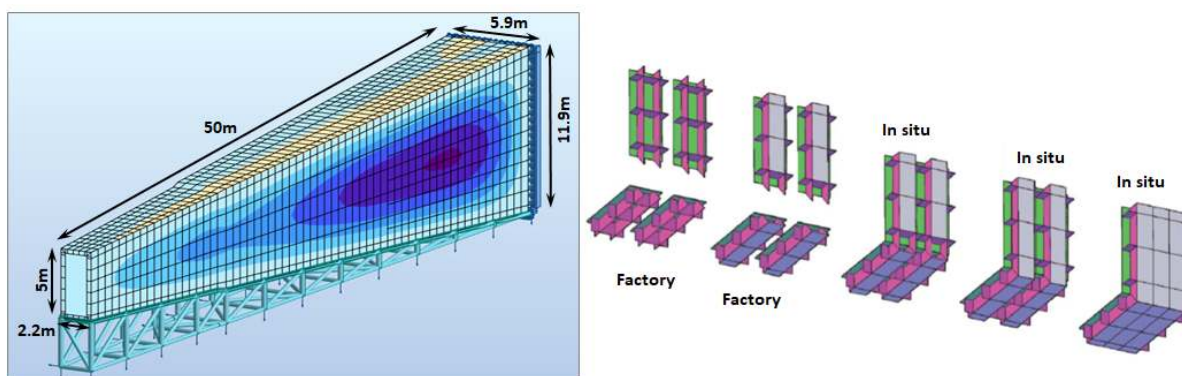 5.9m
50m
11.9m
5m
2.2m
Factory
Factory
In situ
In situ
In situ